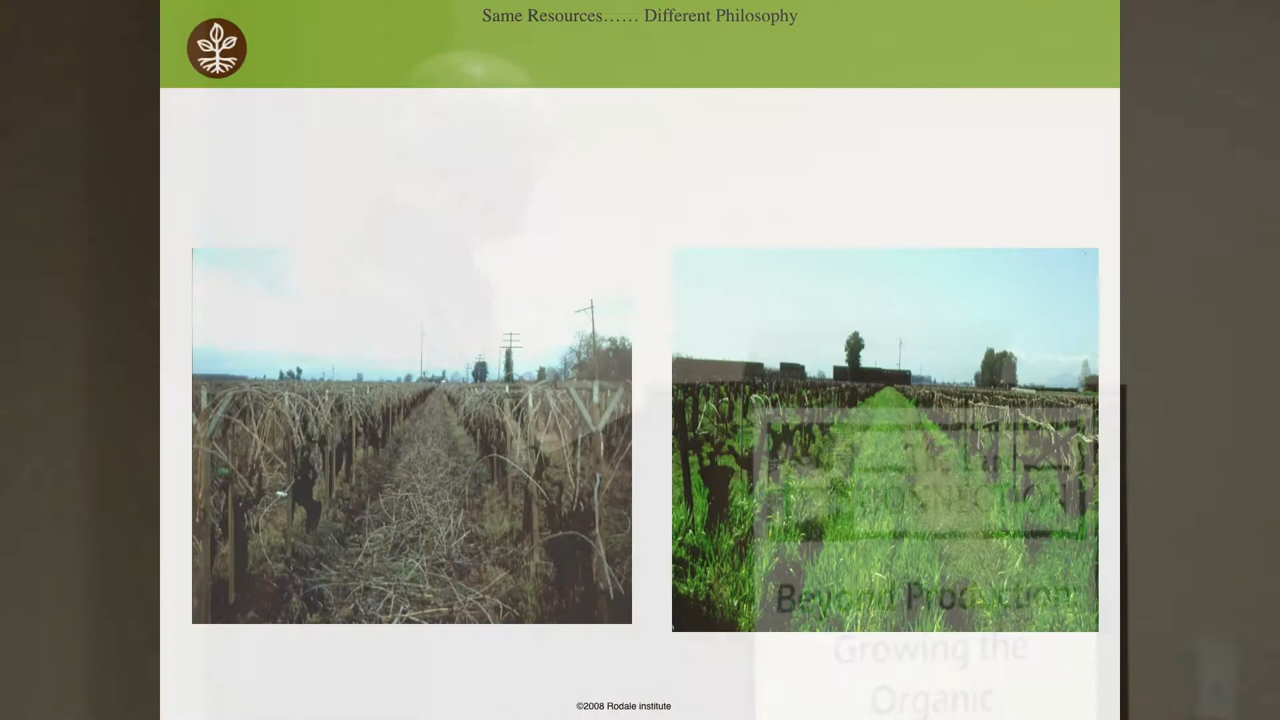 Same Resources...... Different Philosophy
Beyond Production
Growing the
Organic
©2008 Rodale institute